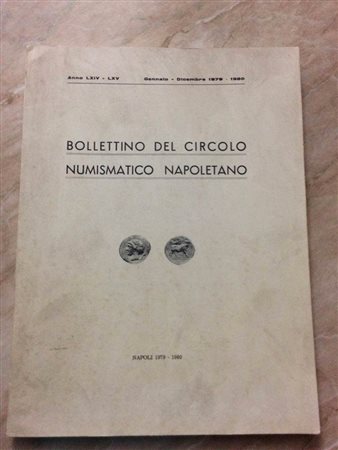 Anno LXIV - LXV Gennaio - Dicembre 1979 - 1980
BOLLETTINO DEL CIRCOLO
NUMISMATICO NAPOLETANO
NAPOLI 1979 - 1980